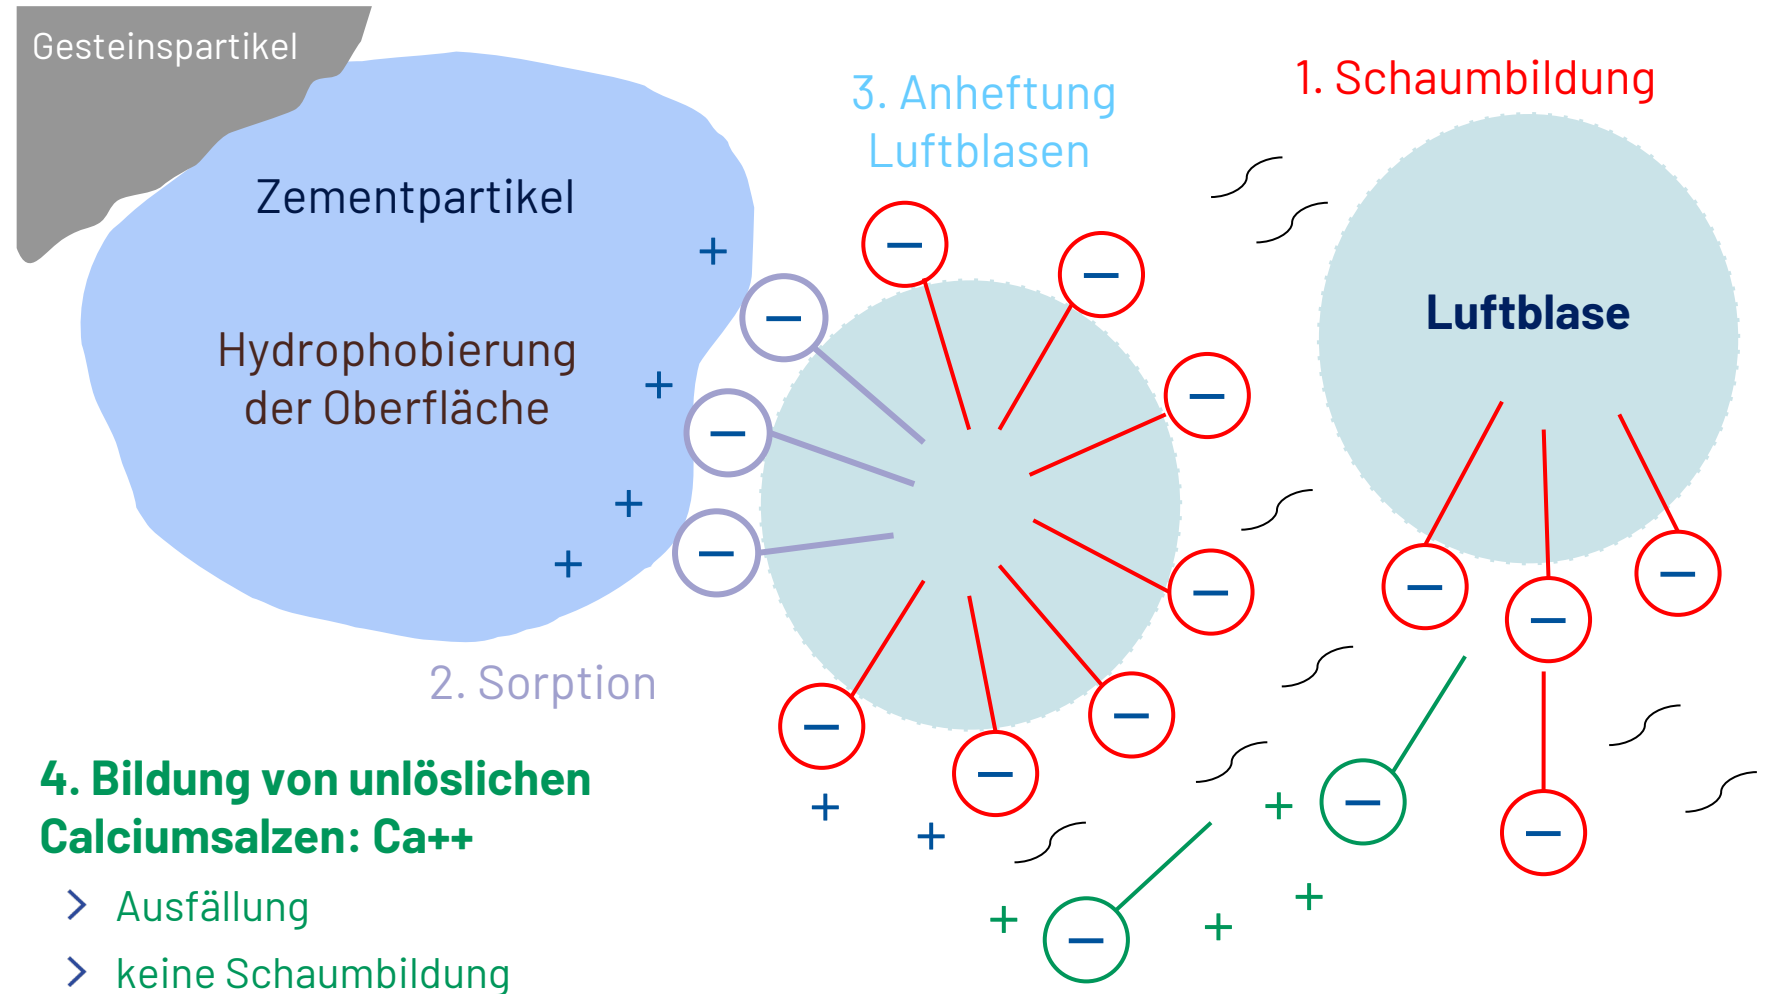 Gesteinspartikel
Zementpartikel
Hydrophobierung
der Oberfläche
3. Anheftung
Luftblasen
1. Schaumbildung
Luftblase
2. Sorption
4. Bildung von unlöslichen
Calciumsalzen: Ca++
Ausfällung
keine Schaumbildung